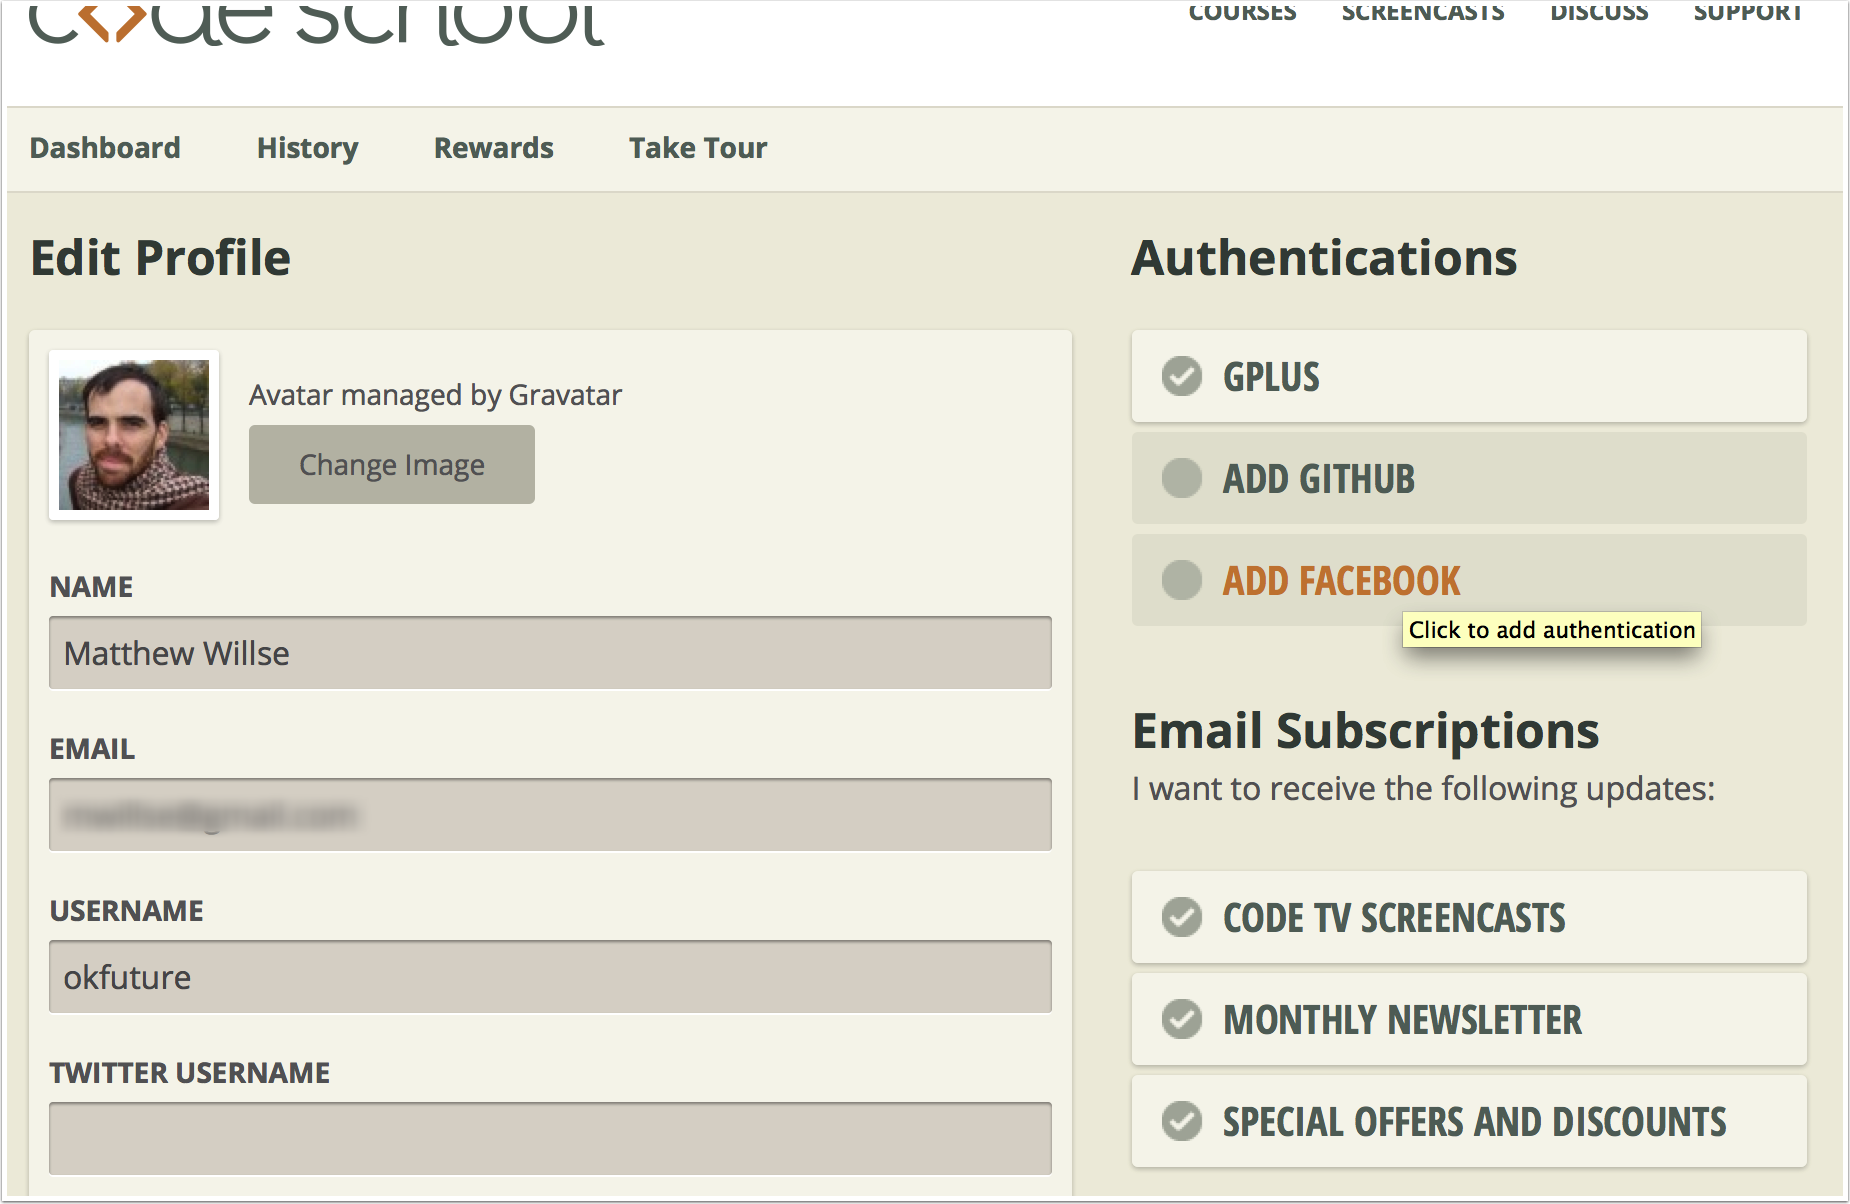 code school
COURSES SCREENCASTS DISCUSS SUPPORT
Dashboard History Rewards Take Tour
Edit Profile
Avatar managed by Gravatar
Change Image
NAME
Matthew Willse
EMAIL
USERNAME
okfuture
TWITTER USERNAME
Authentications
GPLUS
ADD GITHUB
ADD FACEBOOK
Click to add authentication
Email Subscriptions
I want to receive the following updates:
CODE TV SCREENCASTS
MONTHLY NEWSLETTER
SPECIAL OFFERS AND DISCOUNTS